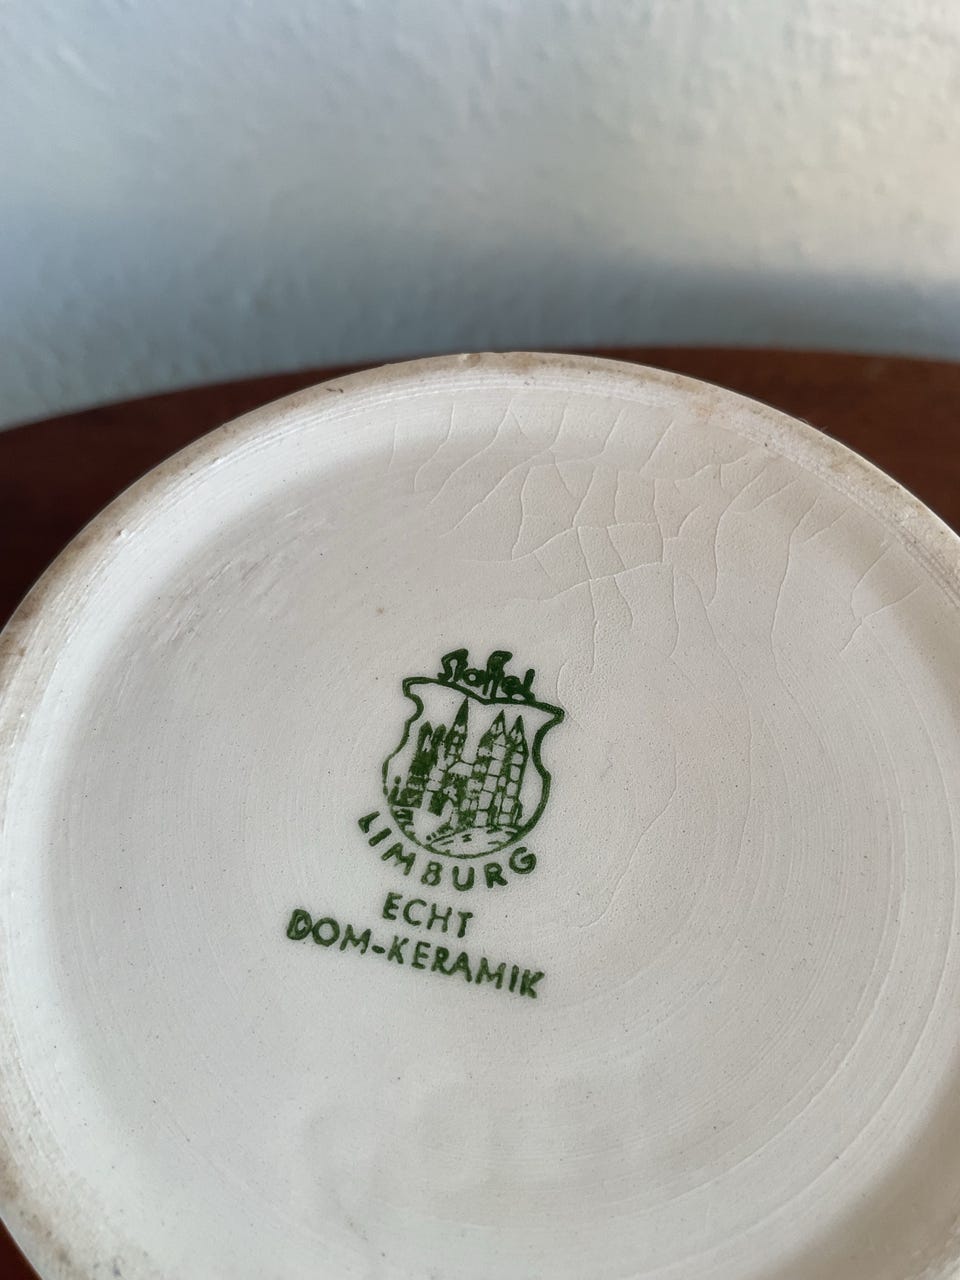 Staffel
LIMBURG
ECHT
DOM-KERAMIK